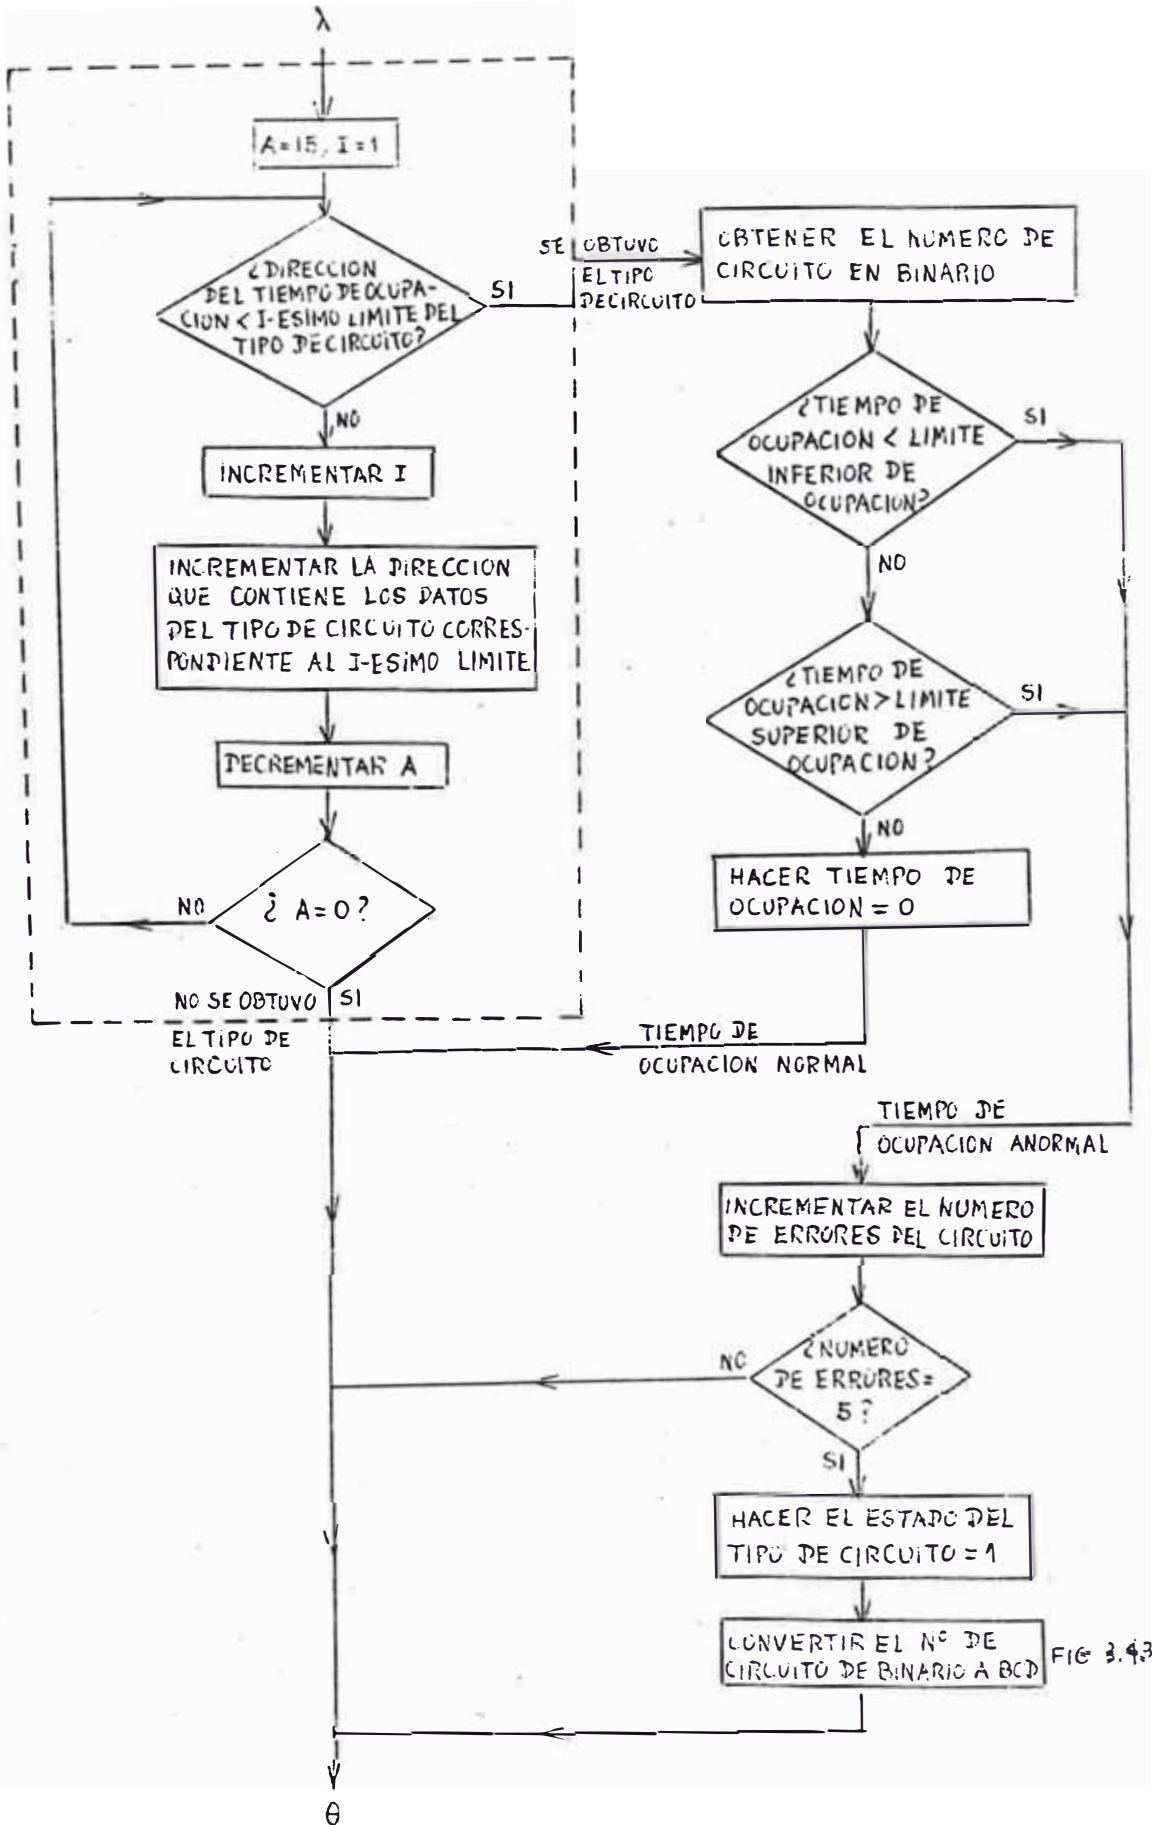 λ
A=15, I=1
¿DIRECCION
DEL TIEMPO DE OCUPA-
CION < I-ESIMO LIMITE DEL
TIPO DE CIRCUITO?
SI
NO
INCREMENTAR I
INCREMENTAR LA DIRECCION
QUE CONTIENE LOS DATOS
DEL TIPO DE CIRCUITO CORRES-
PONDIENTE AL I-ESIMO LIMITE
DECREMENTAR A
¿ A=0?
NO
SI
NO SE OBTUVO
EL TIPO DE
CIRCUITO
SE OBTUVO
EL TIPO
DE CIRCUITO
OBTENER EL NUMERO DE
CIRCUITO EN BINARIO
¿TIEMPO DE
OCUPACION < LIMITE
INFERIOR DE
OCUPACION?
SI
NO
¿TIEMPO DE
OCUPACION > LIMITE
SUPERIOR DE
OCUPACION?
SI
NO
HACER TIEMPO DE
OCUPACION = 0
TIEMPO DE
OCUPACION NORMAL
TIEMPO DE
OCUPACION ANORMAL
INCREMENTAR EL NUMERO
DE ERRORES DEL CIRCUITO
¿NUMERO
DE ERRORES =
5?
NO
SI
HACER EL ESTADO DEL
TIPO DE CIRCUITO = 1
CONVERTIR EL Nº DE
CIRCUITO DE BINARIO A BCD
FIG 3.43
θ